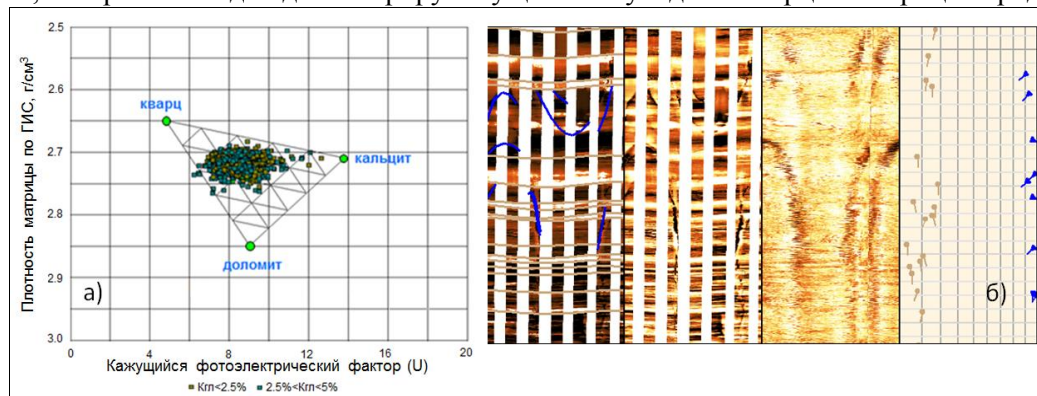 2.5
2.6
2.7
2.8
2.9
3.0
Плотность матрицы по ГИС, г/см³
кварц
кальцит
доломит
а)
0
4
8
12
16
20
Кажущийся фотоэлектрический фактор (U)
Кгл<2.5% 2.5%<Кгл<5%
б)